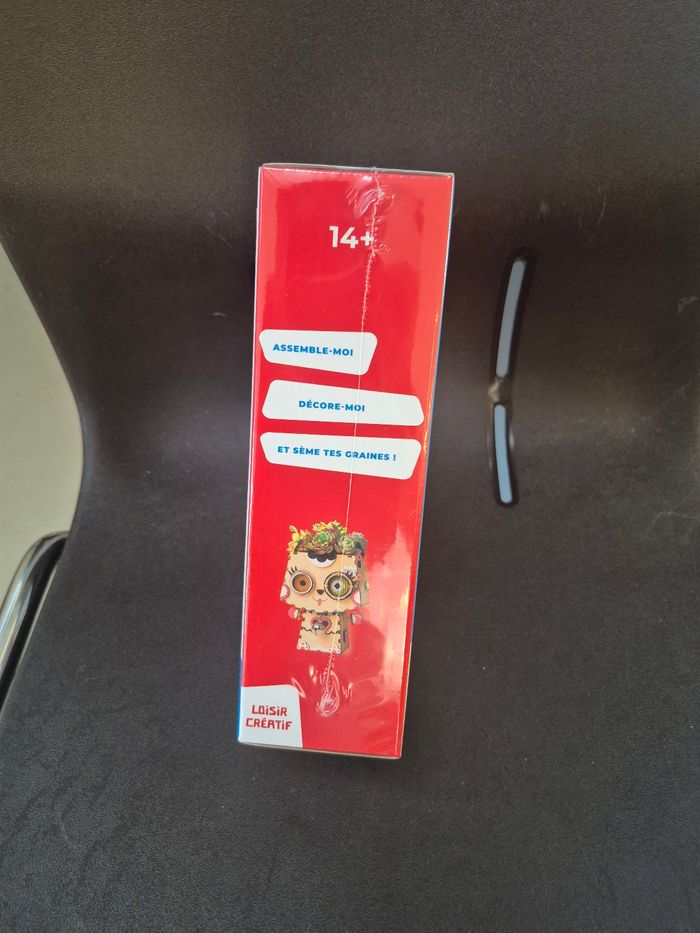 14+
ASSEMBLE-MOI
DÉCORE-MOI
ET SÈME TES GRAINES !
LOISIR
CRÉATIF